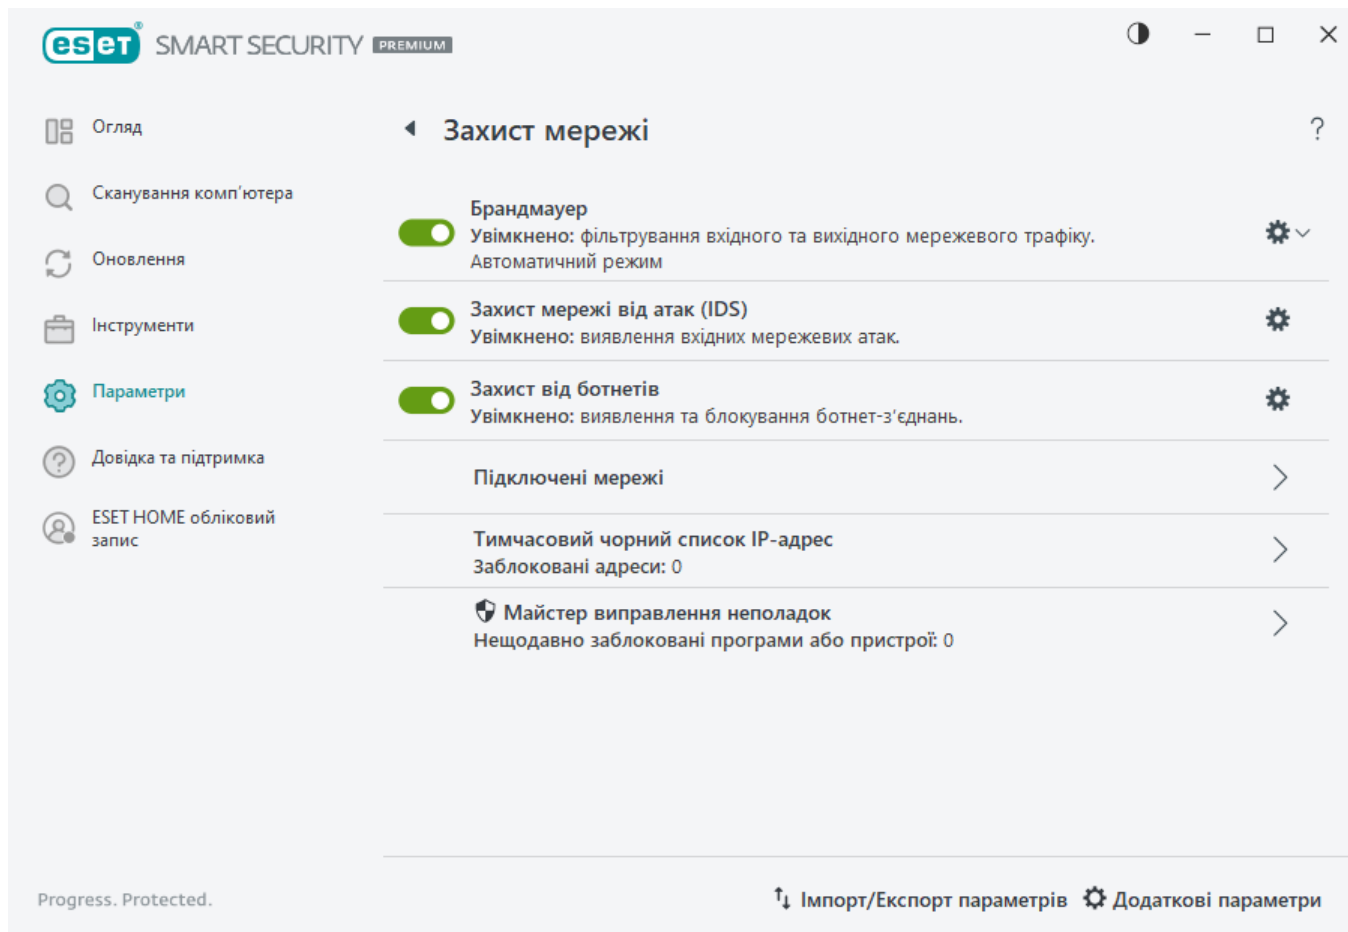 eset® SMART SECURITY PREMIUM
Огляд
Сканування комп'ютера
Оновлення
Інструменти
Параметри
Довідка та підтримка
ESET HOME обліковий
запис
Захист мережі
?
Брандмауер
Увімкнено: фільтрування вхідного та вихідного мережевого трафіку.
Автоматичний режим
Захист мережі від атак (IDS)
Увімкнено: виявлення вхідних мережевих атак.
Захист від ботнетів
Увімкнено: виявлення та блокування ботнет-з'єднань.
Підключені мережі
Тимчасовий чорний список IP-адрес
Заблоковані адреси: 0
Майстер виправлення неполадок
Нещодавно заблоковані програми або пристрої: 0
Progress. Protected.
Імпорт/Експорт параметрів
Додаткові параметри